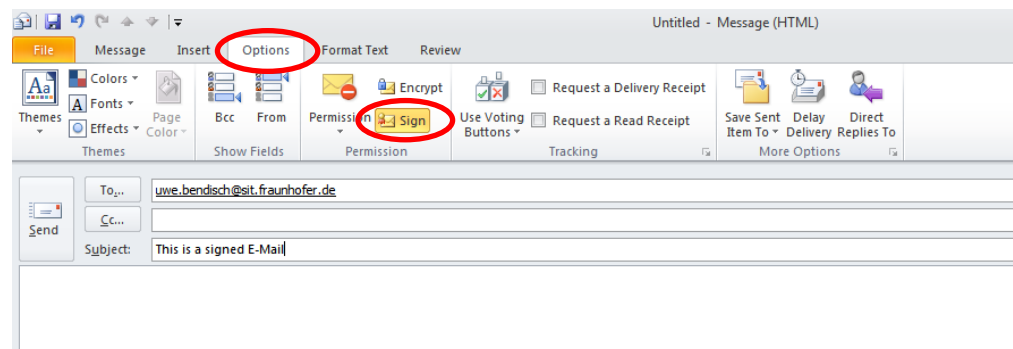 Untitled - Message (HTML)
File Message Insert Options Format Text Review
Colors
Fonts
Effects
Themes
Page Color
Themes
Bcc From
Show Fields
Permission
Encrypt
Sign
Permission
Use Voting Buttons
Request a Delivery Receipt
Request a Read Receipt
Tracking
Save Sent Item To
Delay Delivery
Direct Replies To
More Options
Send
To...
uwe.bendisch@sit.fraunhofer.de
Cc...
Subject:
This is a signed E-Mail